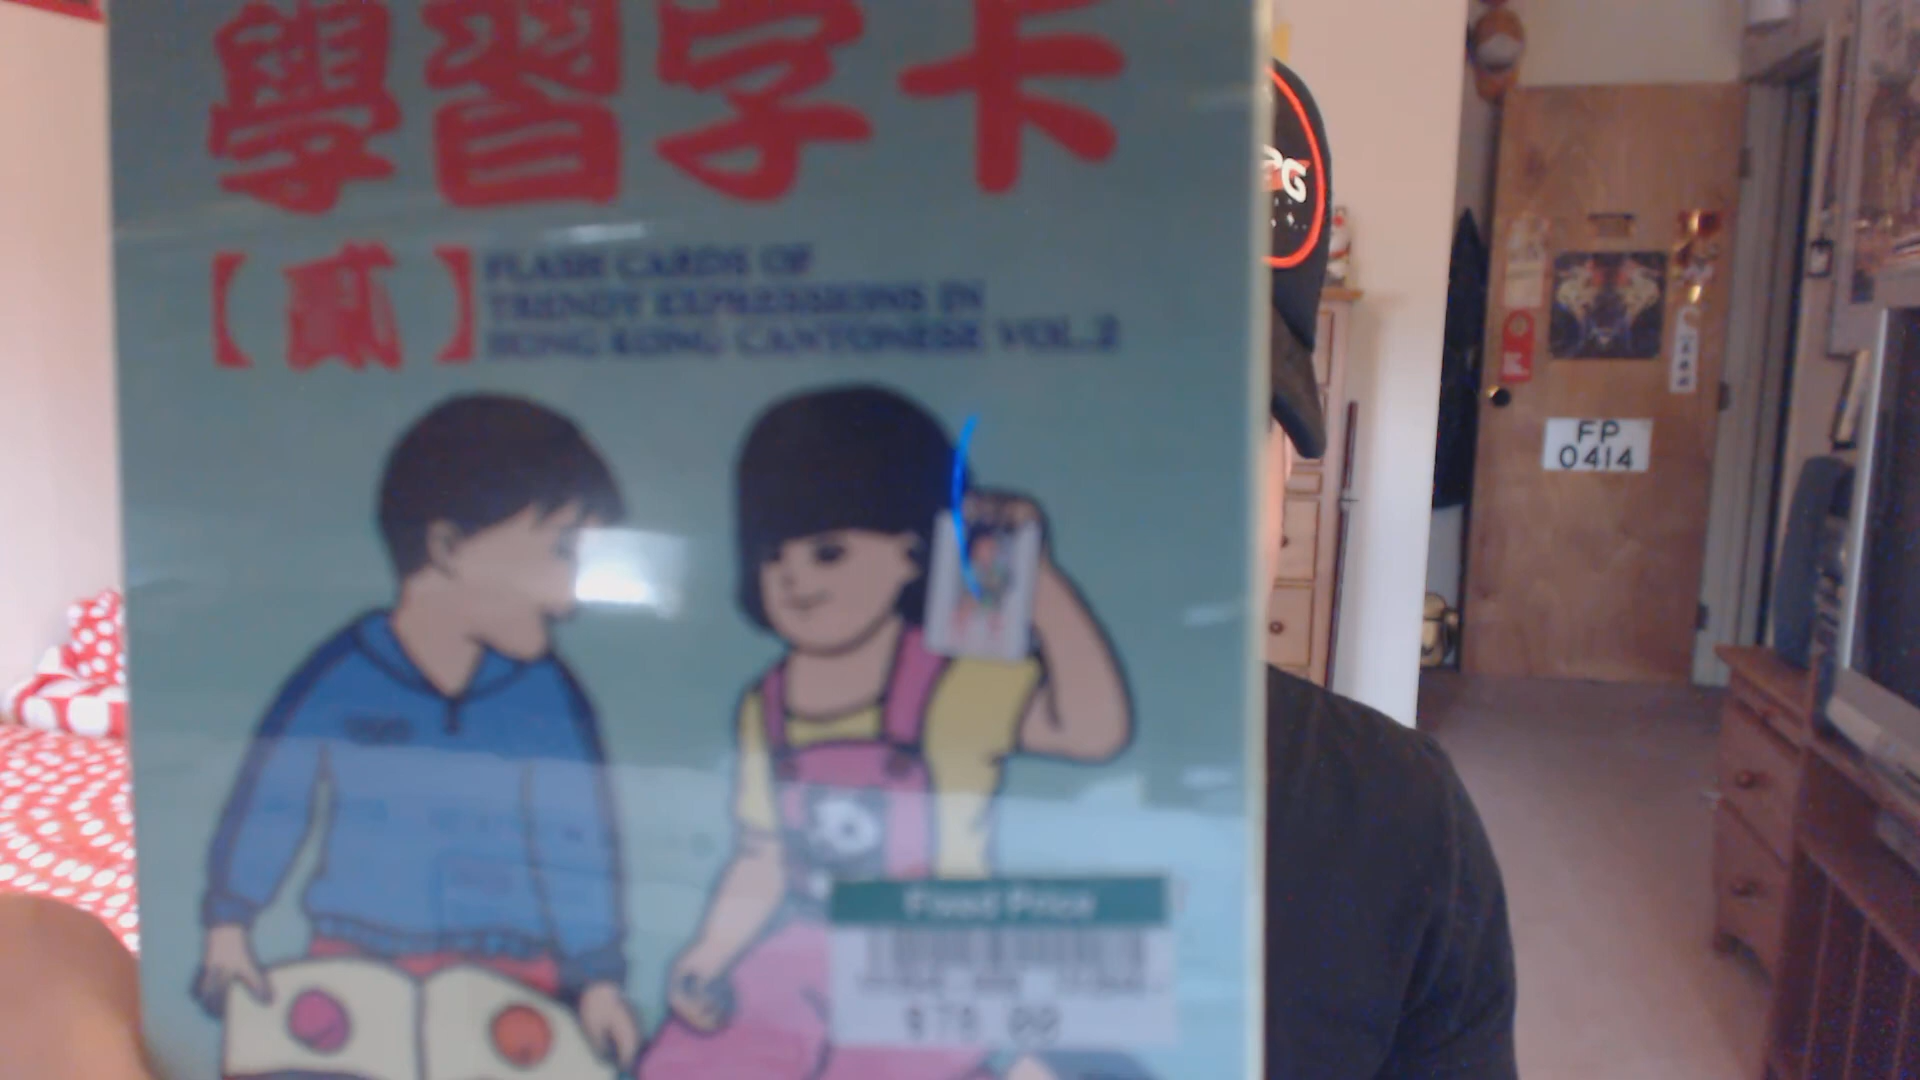 學習字卡
【貳】
FLASH CARDS OF
TRENDY EXPRESSIONS IN
HONG KONG CANTONESE VOL.2
Fixed Price
FP
0414